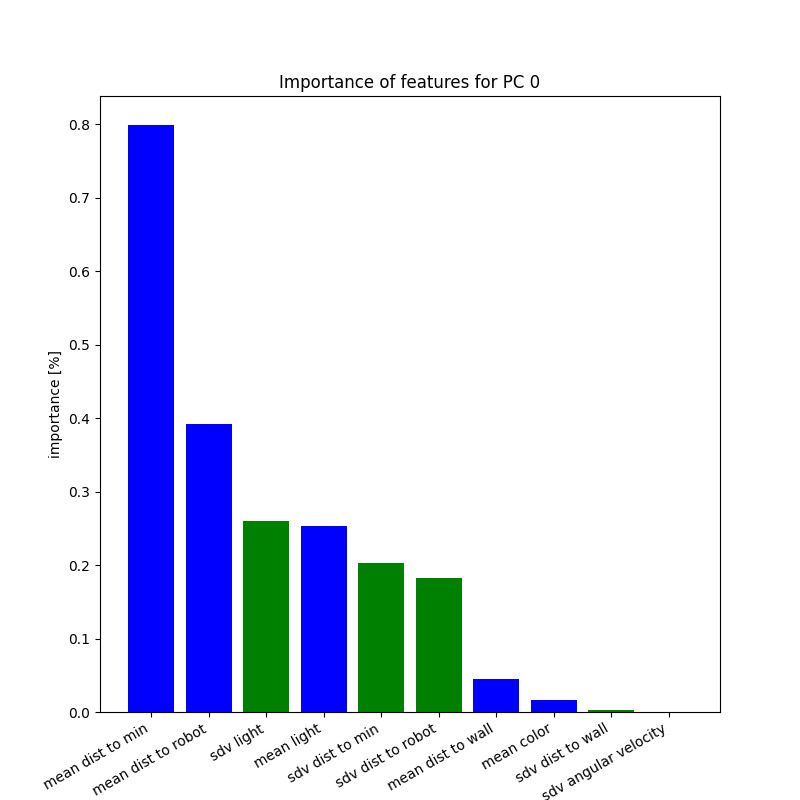 Importance of features for PC 0
importance [%]
0.8
0.7
0.6
0.5
0.4
0.3
0.2
0.1
0.0
mean dist to min
mean dist to robot
sdv light
mean light
sdv dist to min
sdv dist to robot
mean dist to wall
mean color
sdv dist to wall
sdv angular velocity